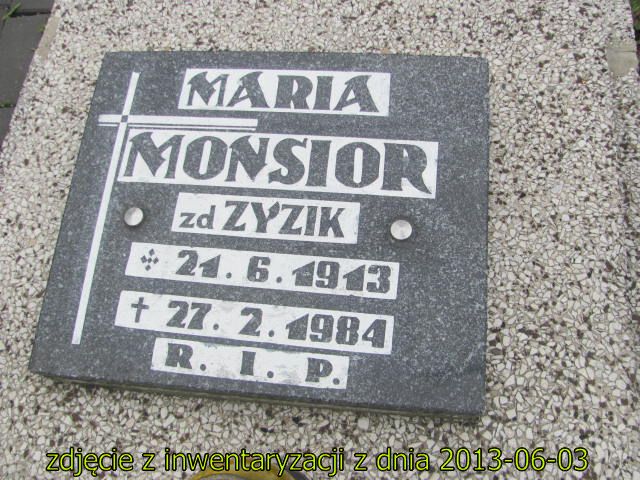 MARIA
MONSIOR
zd ZYZIK
21.6.1913
✝ 27.2.1984
R. I. P.
zdjęcie z inwentaryzacji z dnia 2013-06-03